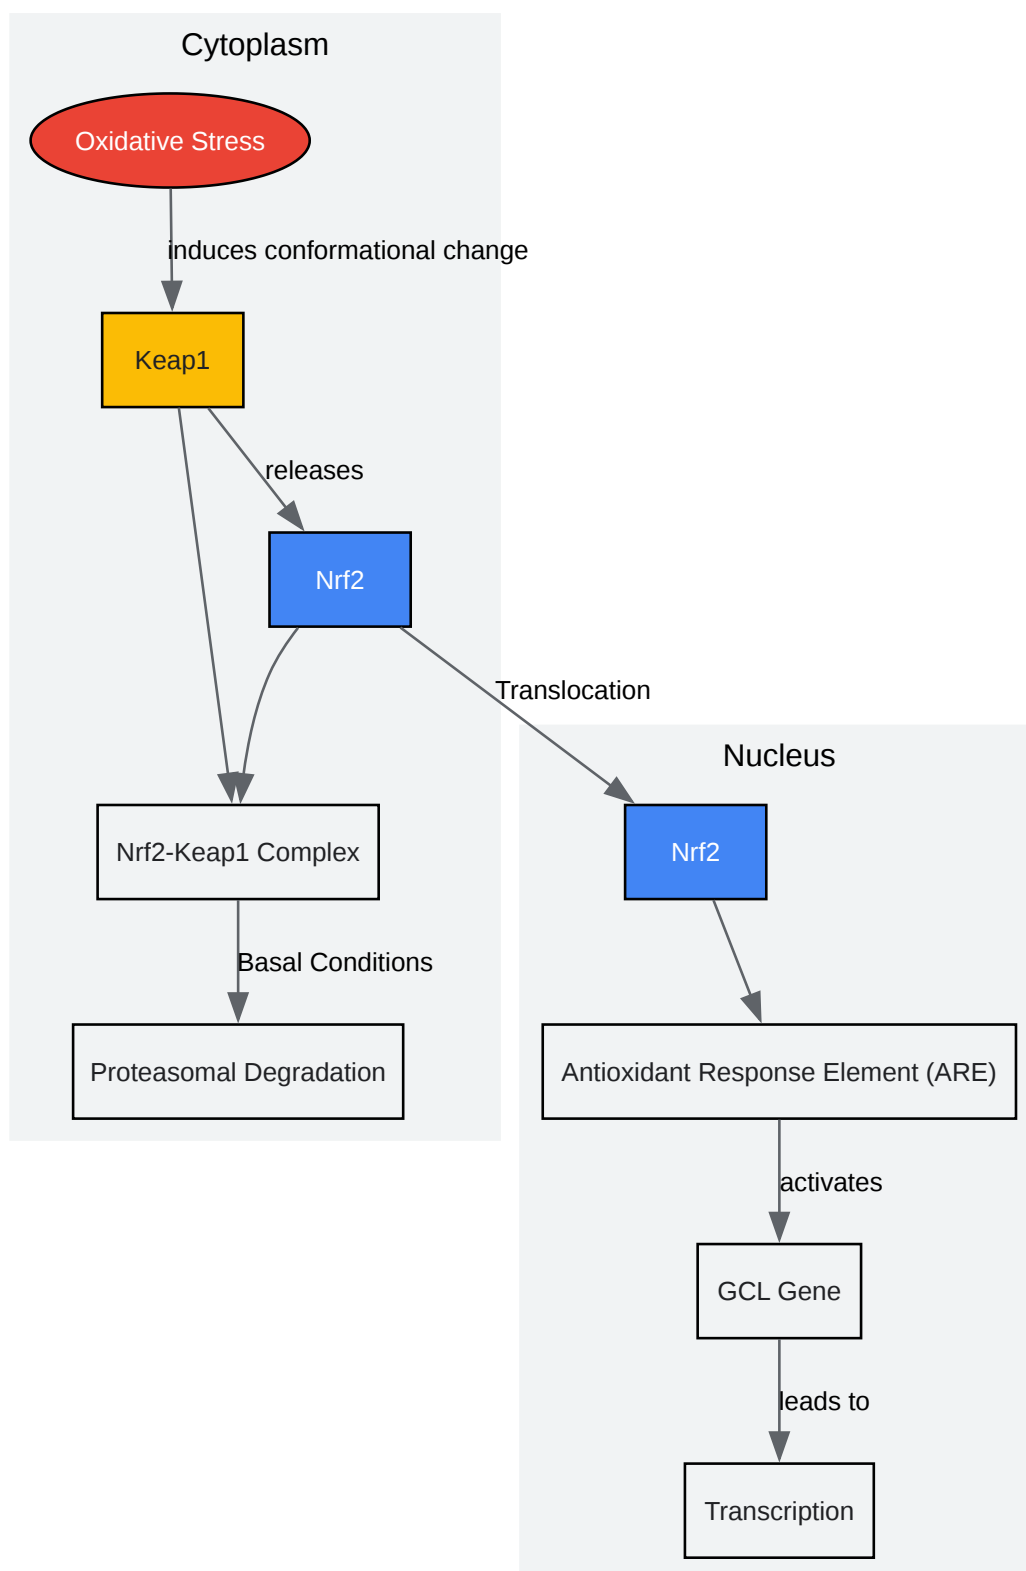 Cytoplasm
Oxidative Stress
induces conformational change
Keap1
releases
Nrf2
Translocation
Nucleus
Nrf2-Keap1 Complex
Nrf2
Basal Conditions
Proteasomal Degradation
Antioxidant Response Element (ARE)
activates
GCL Gene
leads to
Transcription